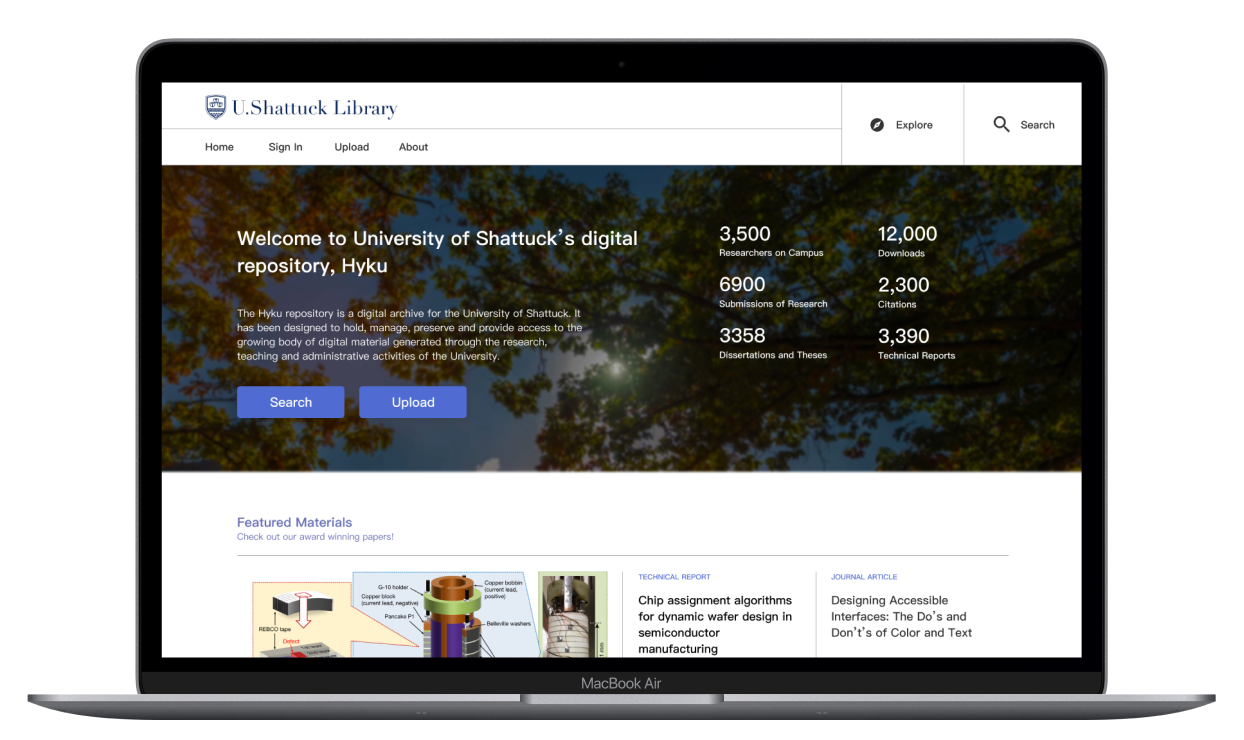 U.Shattuck Library
Explore
Search
Home
Sign In
Upload
About
Welcome to University of Shattuck's digital
repository, Hyku
The Hyku repository is a digital archive for the University of Shattuck. It
has been designed to hold, manage, preserve and provide access to the
growing body of digital material generated through the research,
teaching and administrative activities of the University.
Search
Upload
3,500
Researchers on Campus
12,000
Downloads
6900
Submissions of Research
2,300
Citations
3358
Dissertations and Theses
3,390
Technical Reports
Featured Materials
Check out our award winning papers!
G-10 holder
Copper block
(current lead, negative)
Pancake P1
Copper bobbin
(current lead,
positive)
Belleville washers
REBCO tape
Defect
TECHNICAL REPORT
Chip assignment algorithms
for dynamic wafer design in
semiconductor
manufacturing
JOURNAL ARTICLE
Designing Accessible
Interfaces: The Do's and
Don't's of Color and Text
MacBook Air